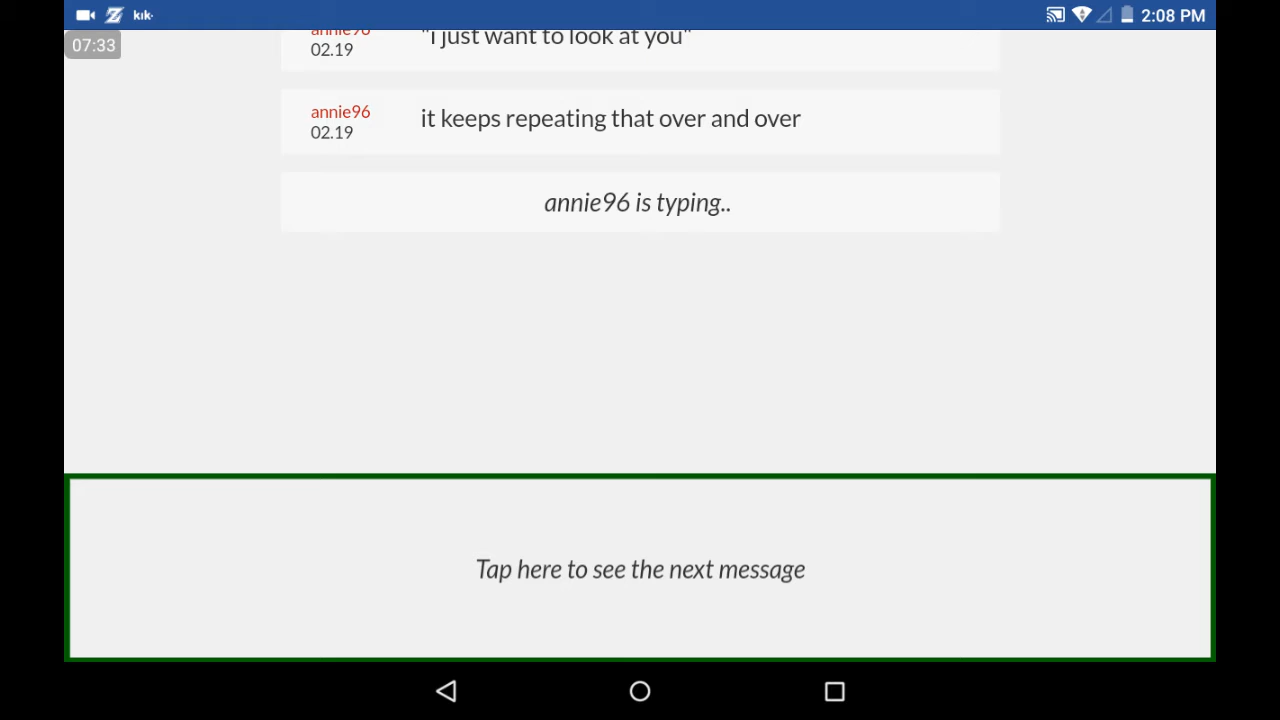 kik·
2:08 PM
07:33
annie96
02.19
"I just want to look at you"
annie96
02.19
it keeps repeating that over and over
annie96 is typing..
Tap here to see the next message